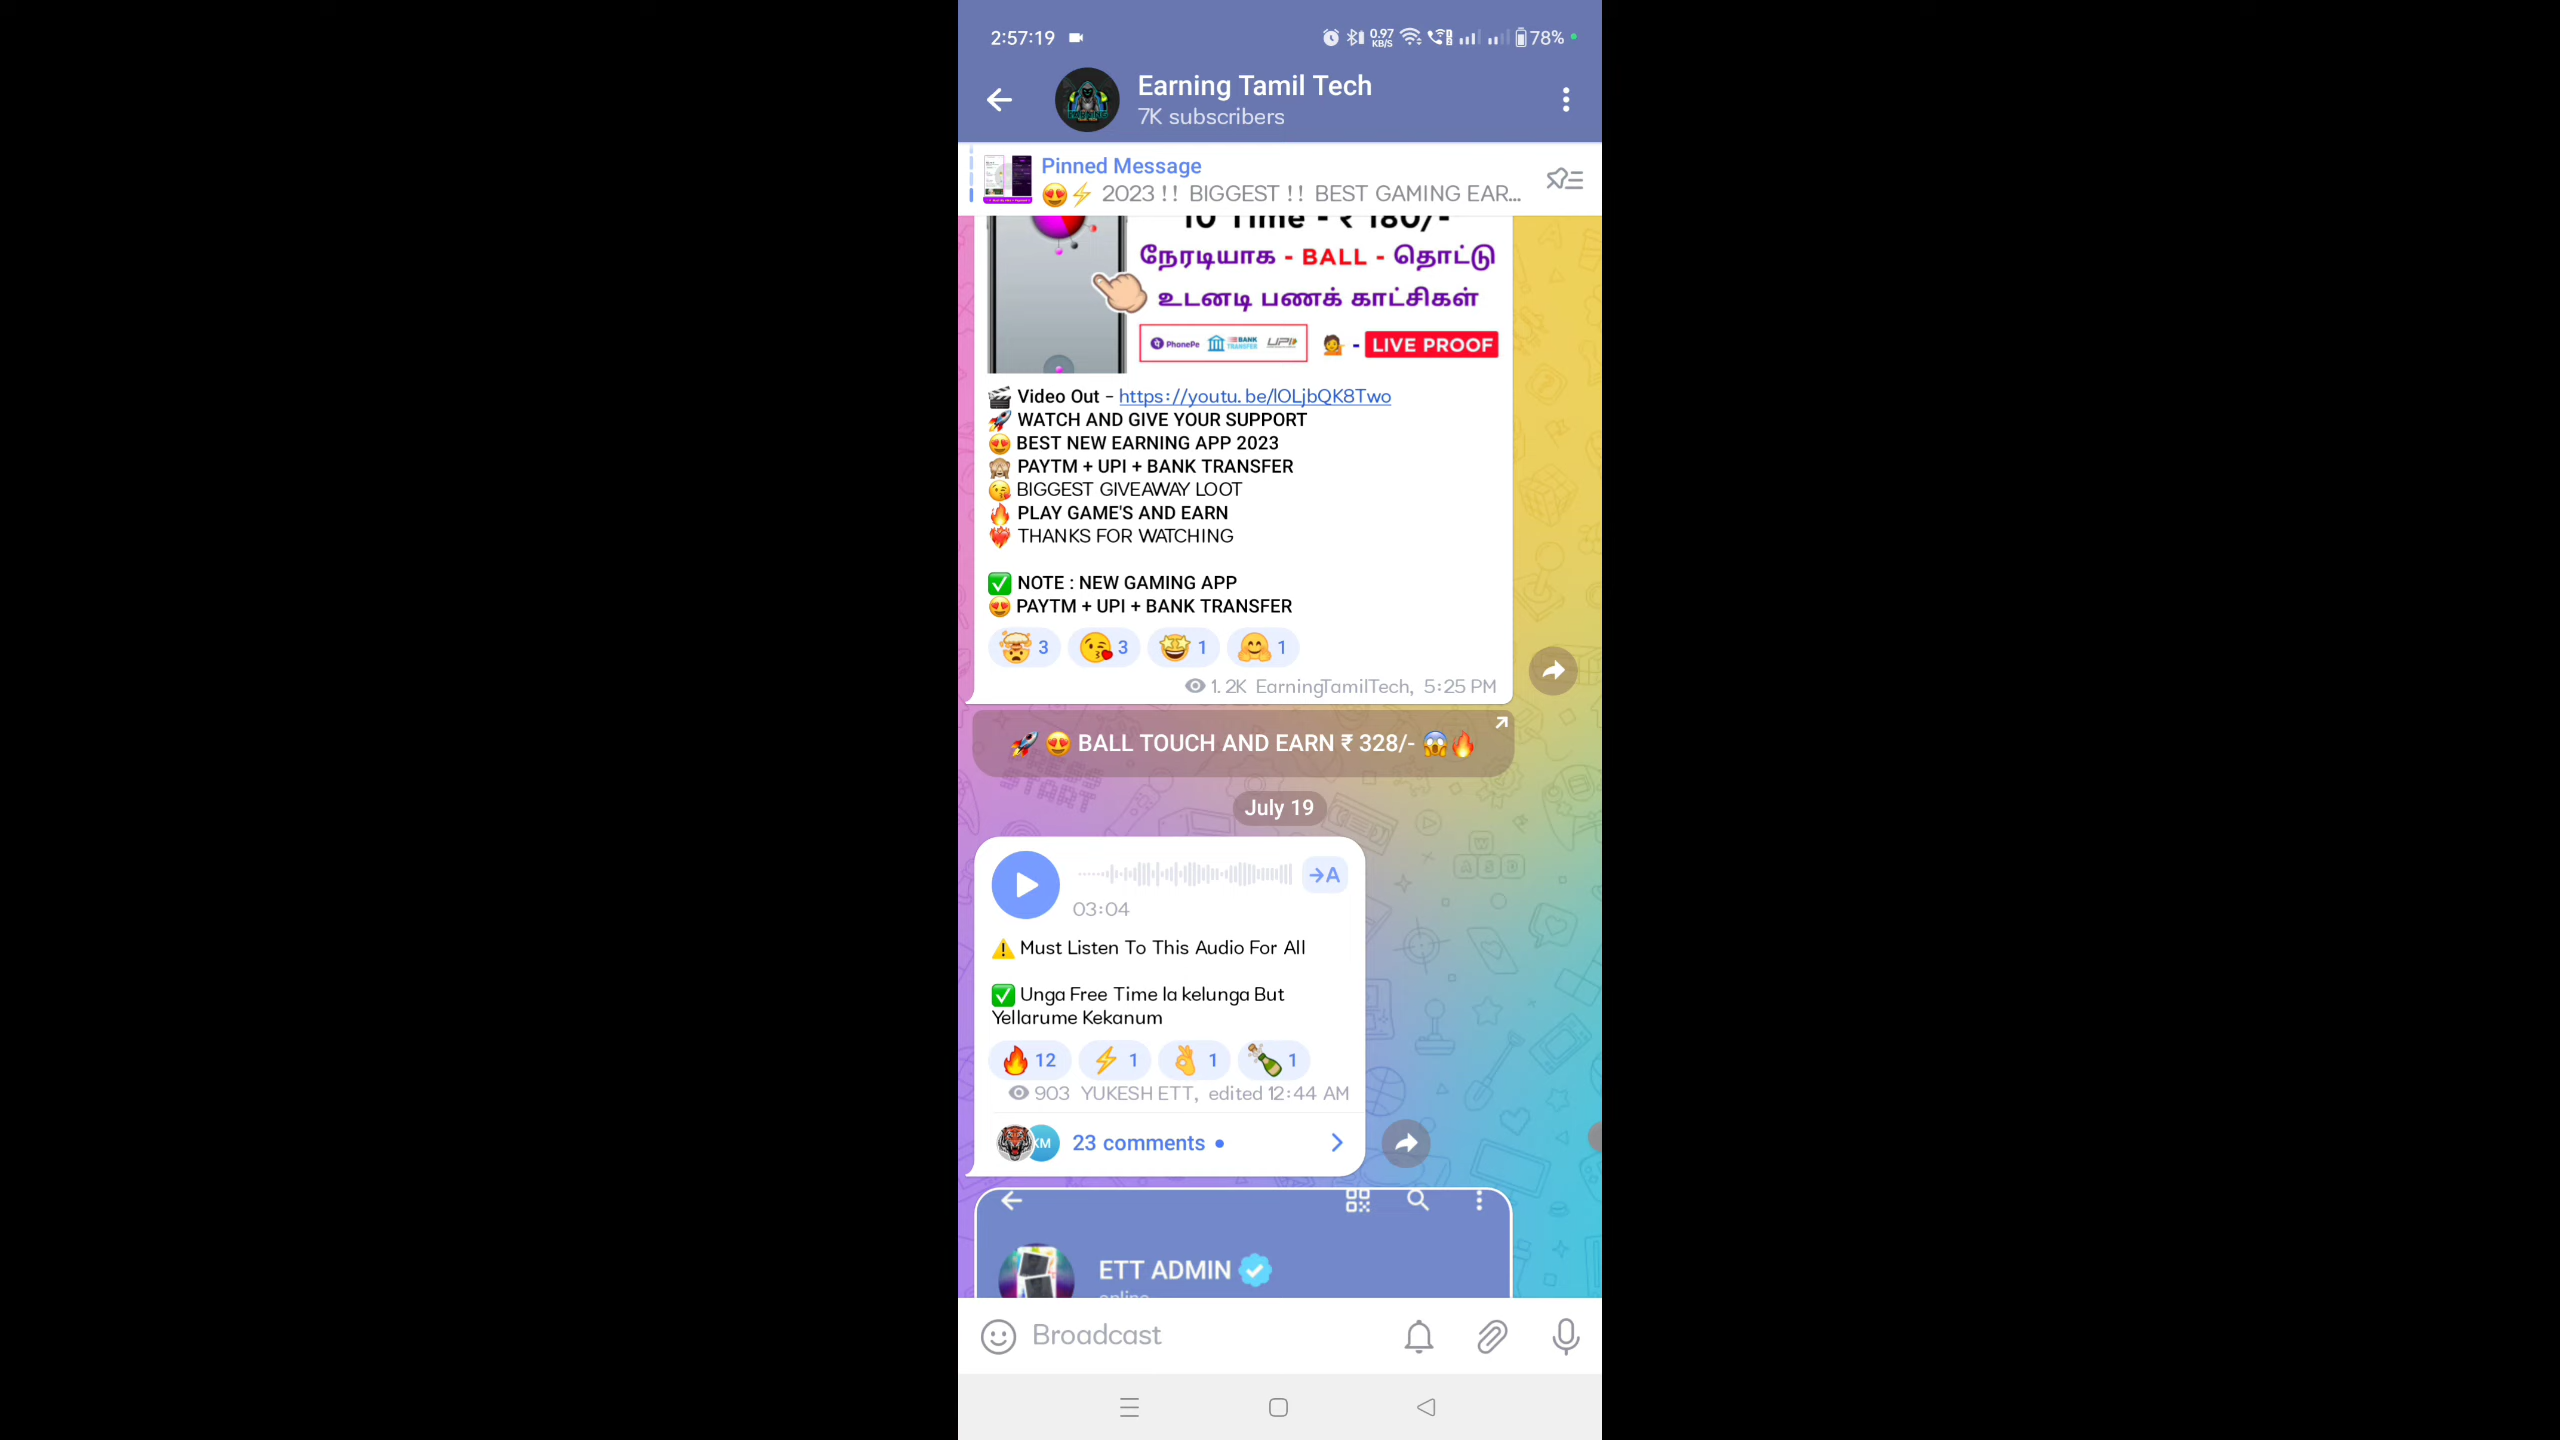 2:57:19
0.97 KB/S
78%
Earning Tamil Tech
7K subscribers
Pinned Message
😍⚡ 2023 !! BIGGEST !! BEST GAMING EAR...
10 Time - ₹ 180/-
நேரடியாக - BALL - தொட்டு
உடனடி பணக் காட்சிகள்
PhonePe BANK TRANSFER UPI - LIVE PROOF
🎬 Video Out - https://youtu.be/lOLjbQK8Two
🚀 WATCH AND GIVE YOUR SUPPORT
😍 BEST NEW EARNING APP 2023
🙈 PAYTM + UPI + BANK TRANSFER
😘 BIGGEST GIVEAWAY LOOT
🔥 PLAY GAME'S AND EARN
❤️‍🔥 THANKS FOR WATCHING
✅ NOTE : NEW GAMING APP
😍 PAYTM + UPI + BANK TRANSFER
🤯 3 😘 3 🤩 1 🤗 1
1.2K EarningTamilTech, 5:25 PM
🚀 😍 BALL TOUCH AND EARN ₹ 328/- 😱🔥
July 19
→A
03:04
⚠️ Must Listen To This Audio For All
✅ Unga Free Time la kelunga But
Yellarume Kekanum
🔥 12 ⚡ 1 👌 1 🍾 1
903 YUKESH ETT, edited 12:44 AM
KM 23 comments
ETT ADMIN
online
Broadcast